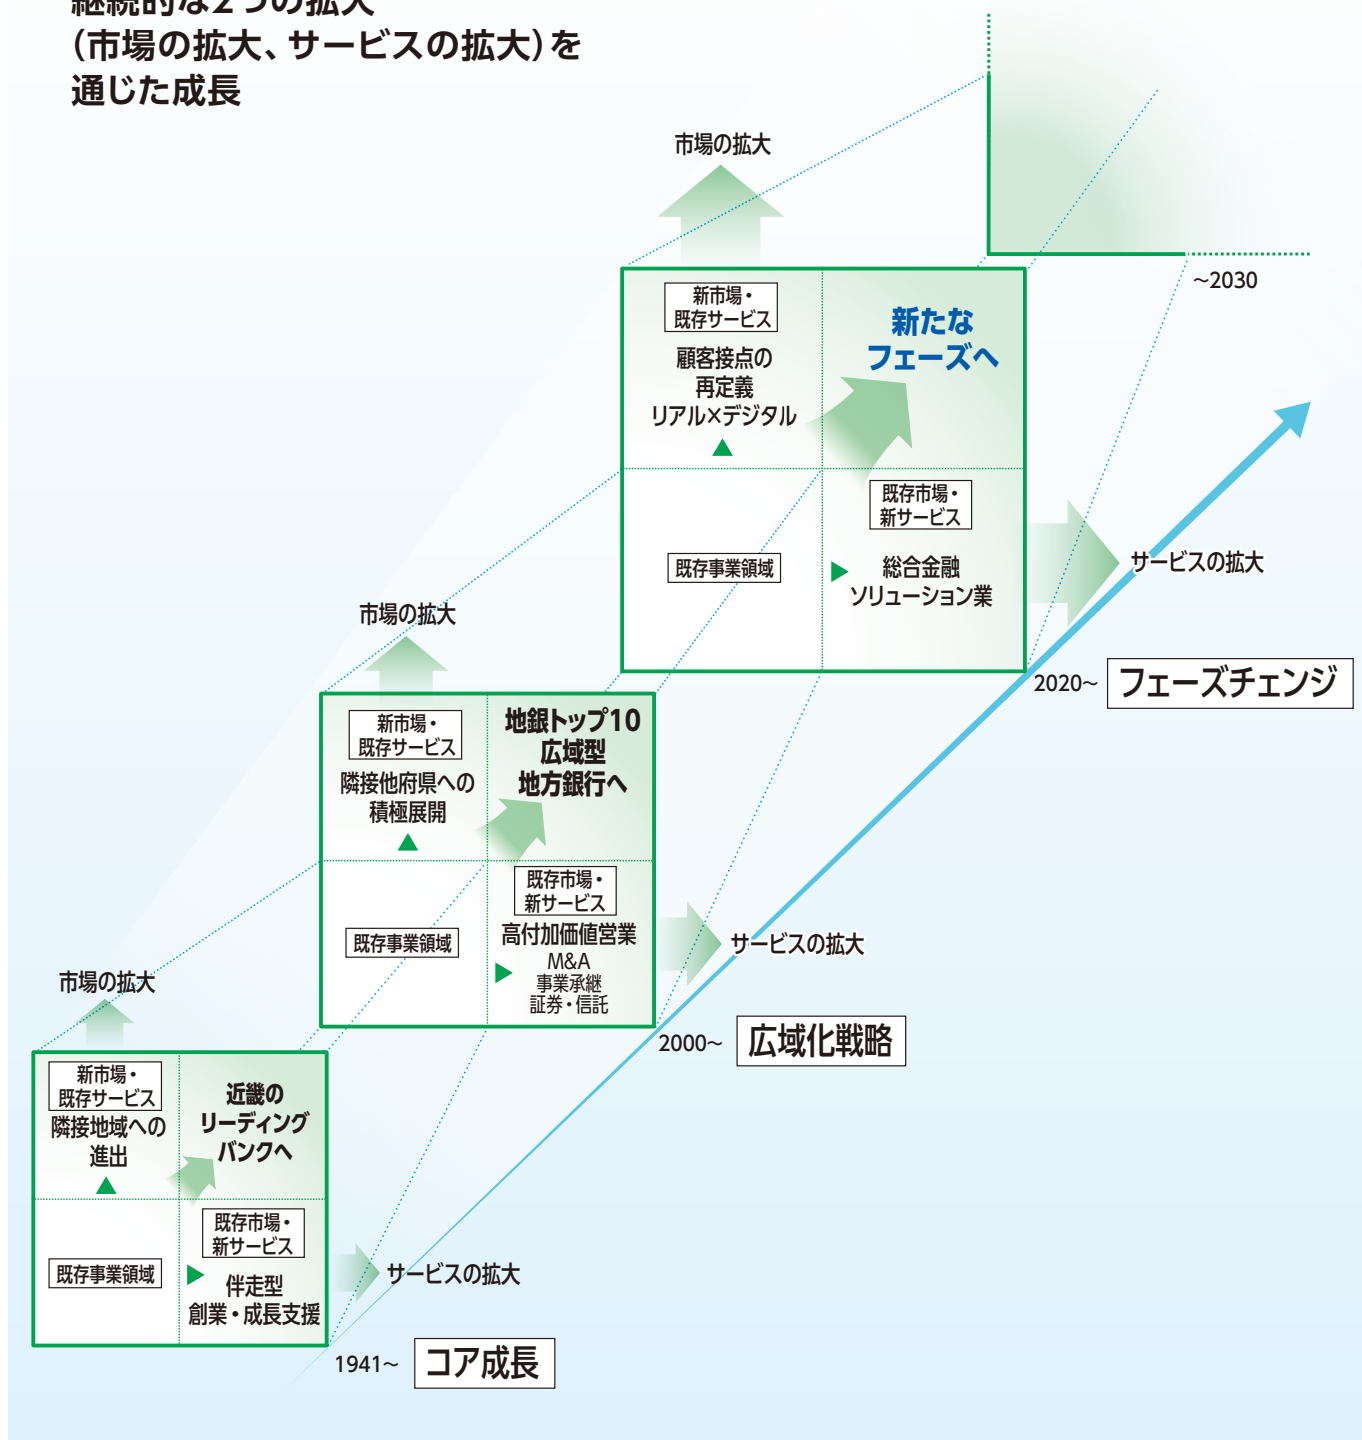 継続的な2つの拡大
(市場の拡大、サービスの拡大)を
通じた成長
市場の拡大
～2030
新市場・
既存サービス
顧客接点の
再定義
リアル×デジタル
新たな
フェーズへ
既存事業領域
既存市場・
新サービス
総合金融
ソリューション業
サービスの拡大
2020～
フェーズチェンジ
市場の拡大
新市場・
既存サービス
隣接他府県への
積極展開
地銀トップ10
広域型
地方銀行へ
既存事業領域
既存市場・
新サービス
高付加価値営業
M&A
事業承継
証券・信託
サービスの拡大
2000～
広域化戦略
市場の拡大
新市場・
既存サービス
隣接地域への
進出
近畿の
リーディング
バンクへ
既存事業領域
既存市場・
新サービス
伴走型
創業・成長支援
サービスの拡大
1941～
コア成長